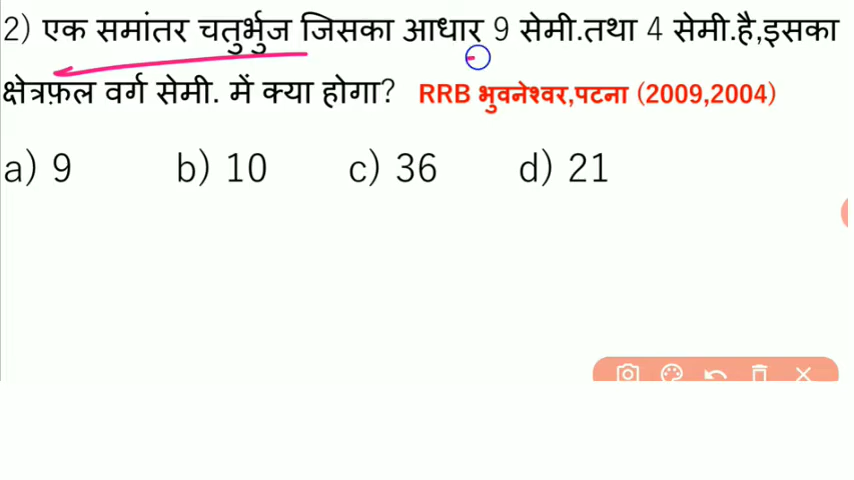 2) एक समांतर चतुर्भुज जिसका आधार 9 सेमी.तथा 4 सेमी.है,इसका
क्षेत्रफ़ल वर्ग सेमी. में क्या होगा? RRB भुवनेश्वर,पटना (2009,2004)
a) 9 b) 10 c) 36 d) 21